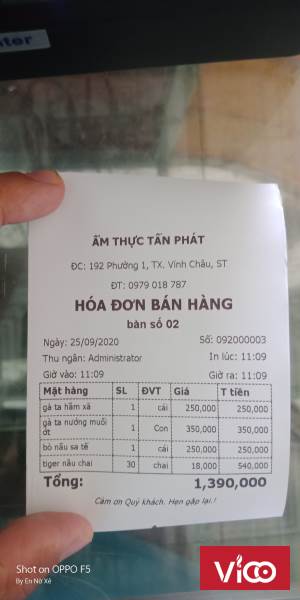 nter
ẨM THỰC TẤN PHÁT
ĐC: 192 Phường 1, TX. Vĩnh Châu, ST
ĐT: 0979 018 787
HÓA ĐƠN BÁN HÀNG
bàn số 02
Ngày: 25/09/2020 Số: 092000003
Thu ngân: Administrator In lúc: 11:09
Giờ vào: 11:09 Giờ ra: 11:09
Mặt hàng SL ĐVT Giá T tiền
gà ta hầm xả 1 cái 250,000 250,000
gà ta nướng muối ớt 1 Con 350,000 350,000
bò nấu sa tế 1 cái 250,000 250,000
tiger nâu chai 30 chai 18,000 540,000
Tổng: 1,390,000
Cảm ơn Quý khách. Hẹn gặp lại.!
Shot on OPPO F5
By En Nờ Xê
vico